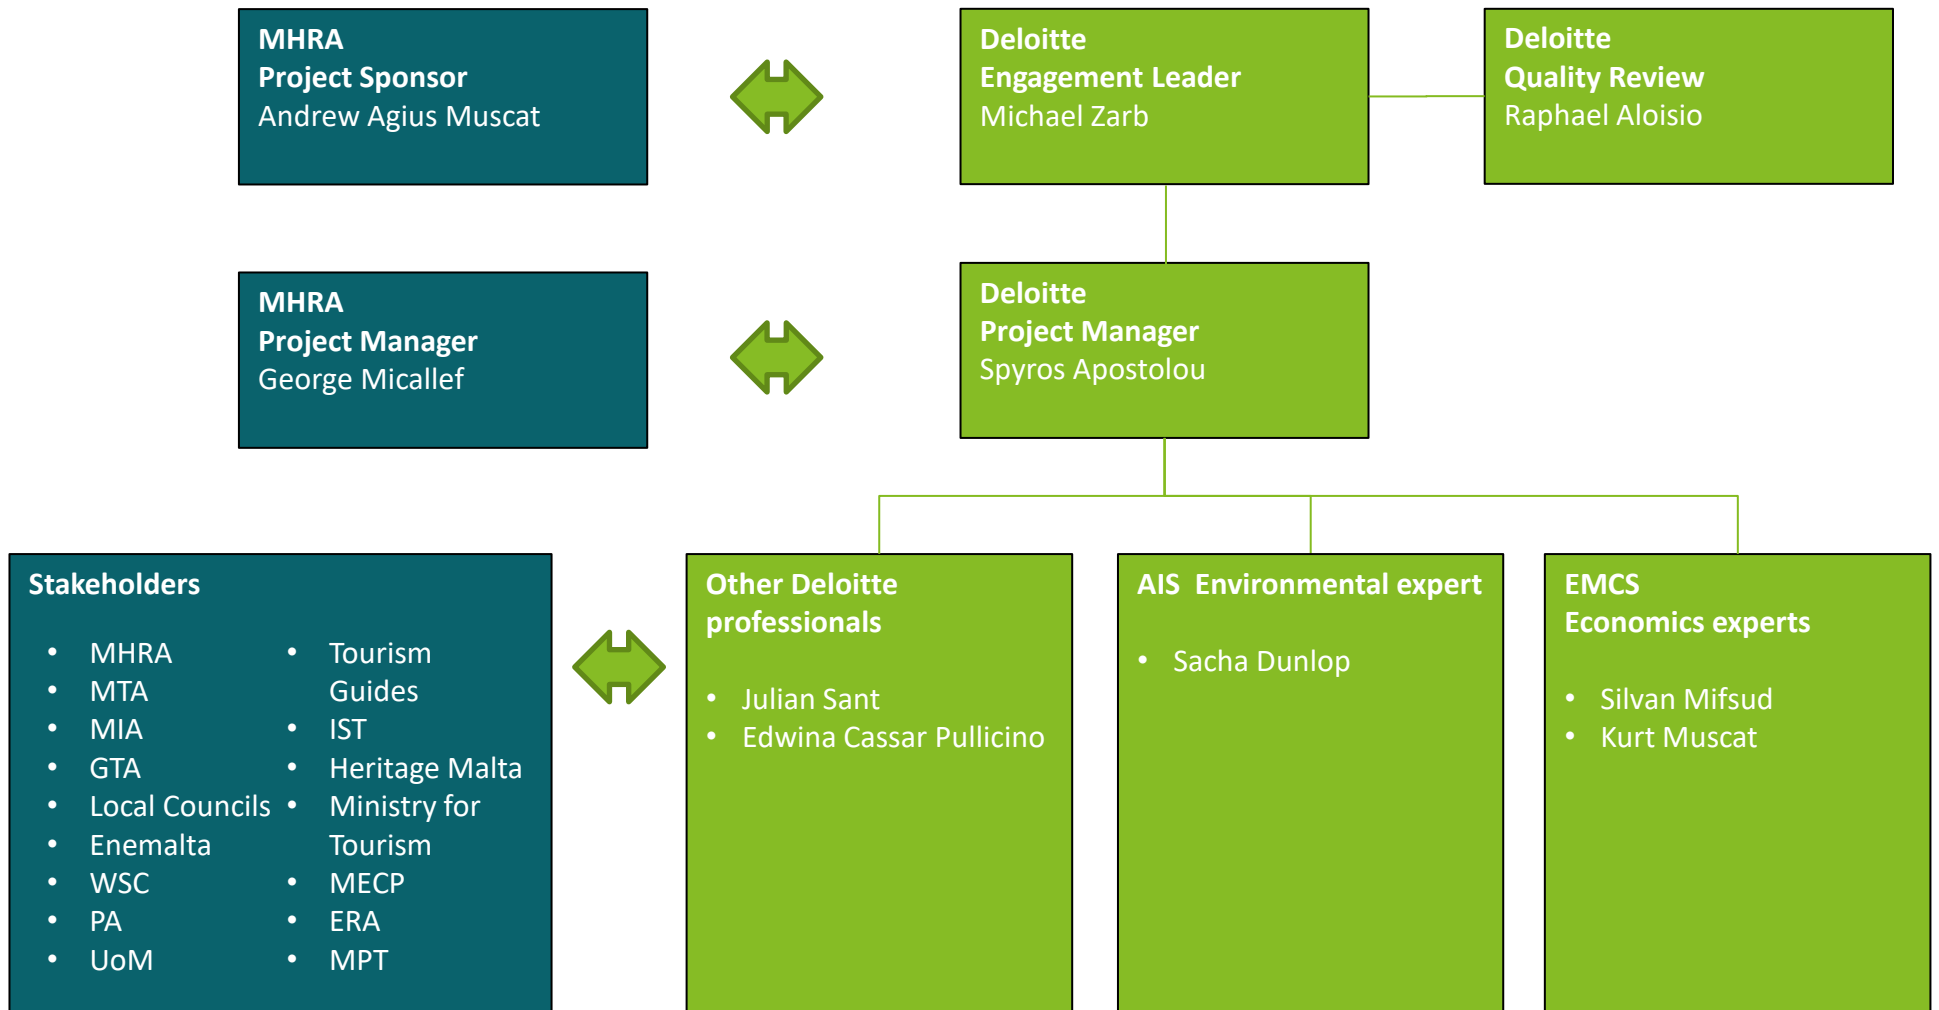 MHRA
Project Sponsor
Andrew Agius Muscat
Deloitte
Engagement Leader
Michael Zarb
Deloitte
Quality Review
Raphael Aloisio
MHRA
Project Manager
George Micallef
Deloitte
Project Manager
Spyros Apostolou
Stakeholders
• MHRA
• MTA
• MIA
• GTA
• Local Councils
• Enemalta
• WSC
• PA
• UoM
• Tourism
Guides
• IST
• Heritage Malta
• Ministry for
Tourism
• MECP
• ERA
• MPT
Other Deloitte
professionals
• Julian Sant
• Edwina Cassar Pullicino
AIS Environmental expert
• Sacha Dunlop
EMCS
Economics experts
• Silvan Mifsud
• Kurt Muscat